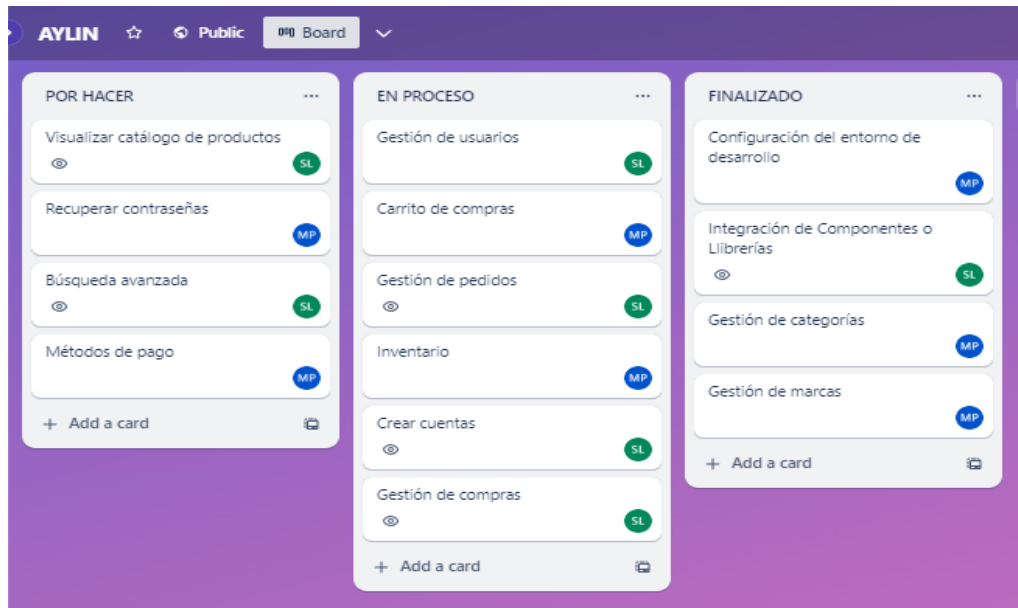 AYLIN Public Board
POR HACER
Visualizar catálogo de productos
SL
Recuperar contraseñas
MP
Búsqueda avanzada
SL
Métodos de pago
MP
+ Add a card
EN PROCESO
Gestión de usuarios
SL
Carrito de compras
MP
Gestión de pedidos
SL
Inventario
MP
Crear cuentas
SL
Gestión de compras
SL
+ Add a card
FINALIZADO
Configuración del entorno de
desarrollo
MP
Integración de Componentes o
Llibrerías
SL
Gestión de categorías
MP
Gestión de marcas
MP
+ Add a card